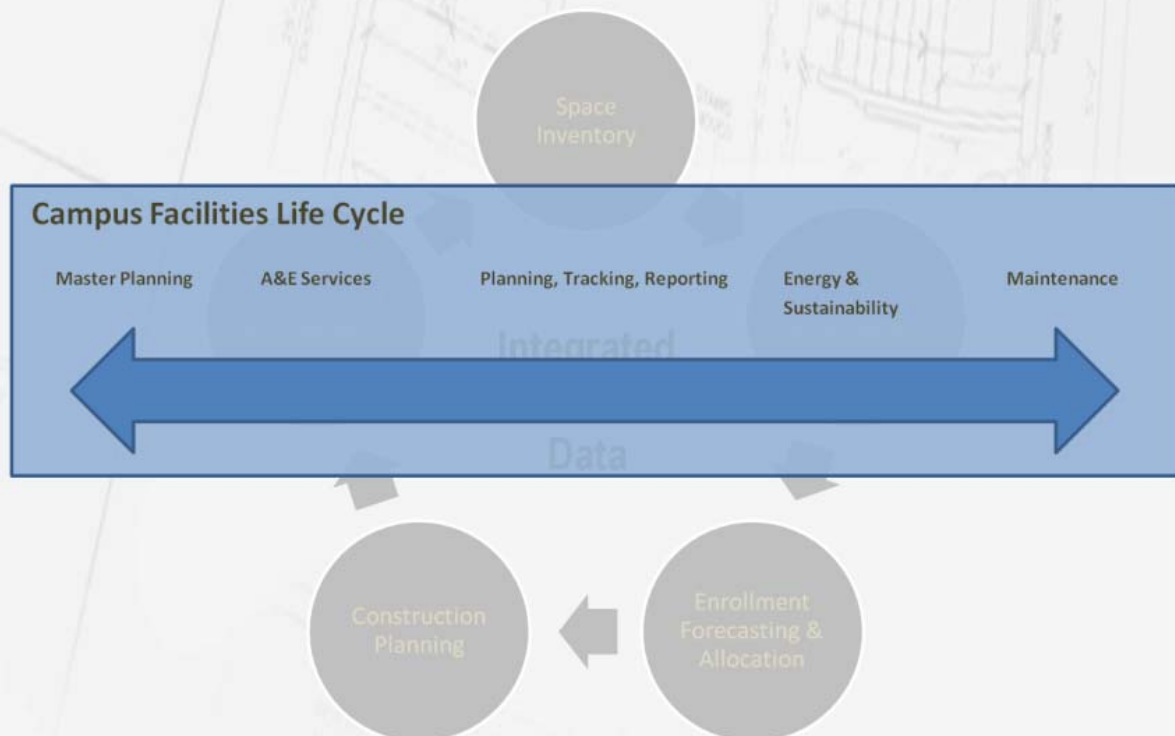 Space
Inventory
Campus Facilities Life Cycle
Master Planning
A&E Services
Planning, Tracking, Reporting
Energy &
Sustainability
Maintenance
Integrated
Data
Construction
Planning
Enrollment
Forecasting &
Allocation